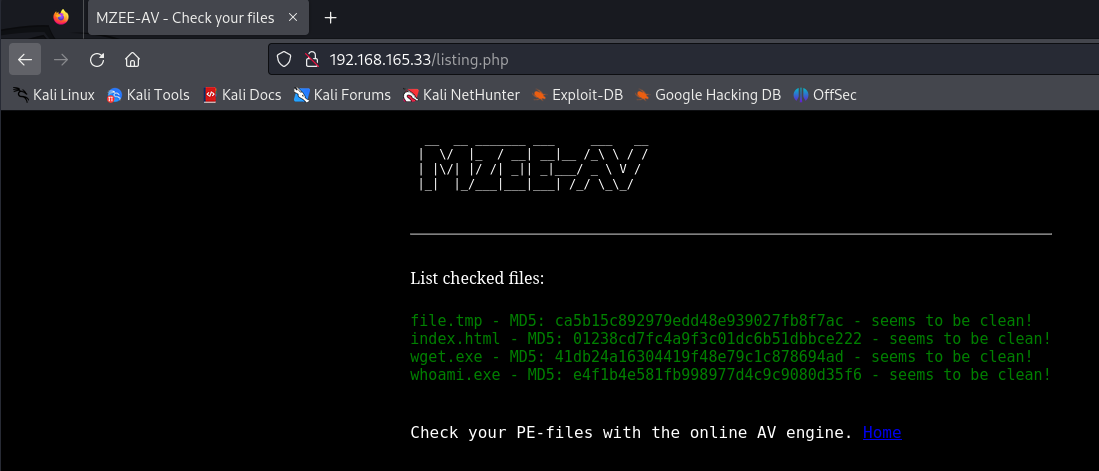 MZEE-AV - Check your files
192.168.165.33/listing.php
Kali Linux Kali Tools Kali Docs Kali Forums Kali NetHunter Exploit-DB Google Hacking DB OffSec
MZEE-AV
List checked files:
file.tmp - MD5: ca5b15c892979edd48e939027fb8f7ac - seems to be clean!
index.html - MD5: 01238cd7fc4a9f3c01dc6b51dbbce222 - seems to be clean!
wget.exe - MD5: 41db24a16304419f48e79c1c878694ad - seems to be clean!
whoami.exe - MD5: e4f1b4e581fb998977d4c9c9080d35f6 - seems to be clean!
Check your PE-files with the online AV engine. Home